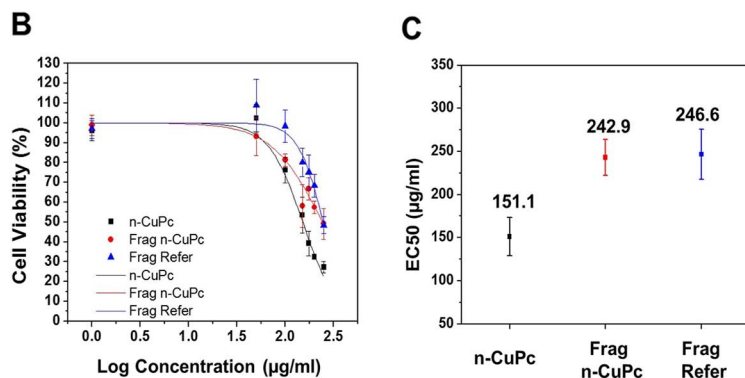 B
Cell Viability (%)
130
120
110
100
90
80
70
60
50
40
30
20
10
0
n-CuPc
Frag n-CuPc
Frag Refer
n-CuPc
Frag n-CuPc
Frag Refer
0.0 0.5 1.0 1.5 2.0 2.5
Log Concentration (µg/ml)
C
EC50 (µg/ml)
350
300
250
200
150
100
50
151.1
242.9
246.6
n-CuPc
Frag
n-CuPc
Frag
Refer